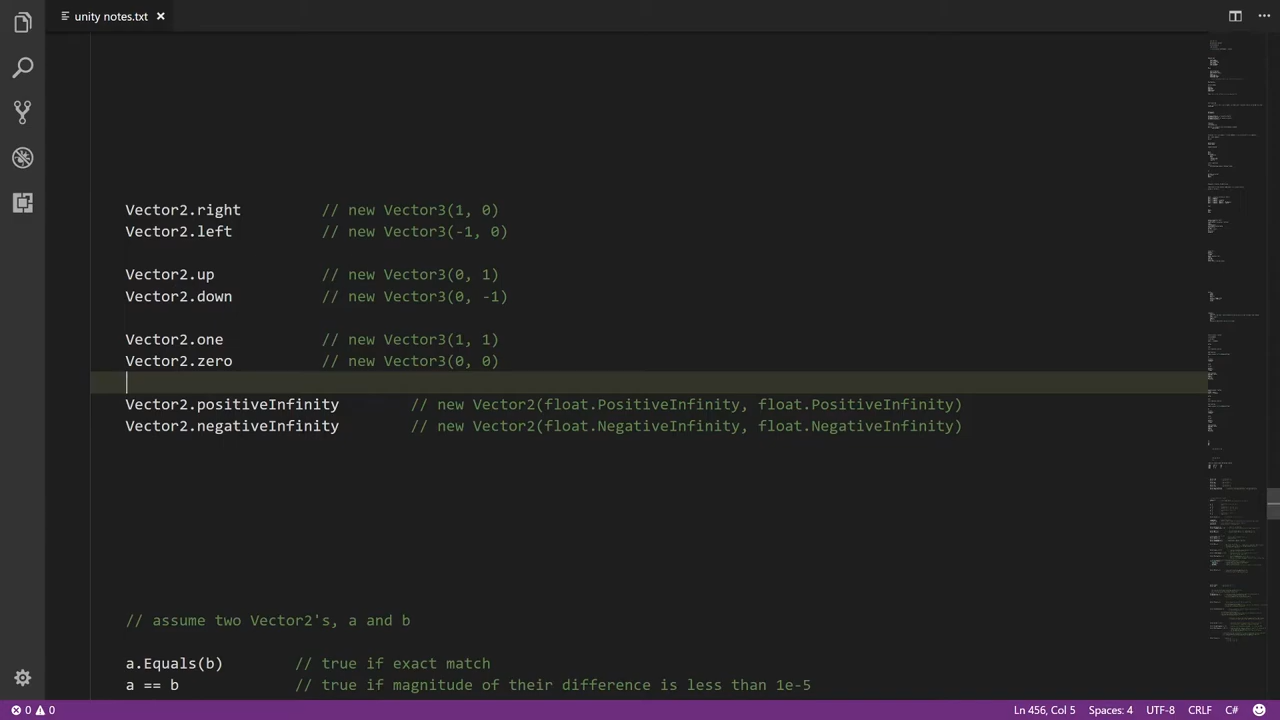 unity notes.txt
Vector2.right // new Vector3(1, 0)
Vector2.left // new Vector3(-1, 0)
Vector2.up // new Vector3(0, 1)
Vector2.down // new Vector3(0, -1)
Vector2.one // new Vector3(1, 1)
Vector2.zero // new Vector3(0, 0)
Vector2.positiveInfinity // new Vector2(float.PositiveInfinity, float.PositiveInfinity)
Vector2.negativeInfinity // new Vector2(float.NegativeInfinity, float.NegativeInfinity)
// assume two Vector2's, a and b
a.Equals(b) // true if exact match
a == b // true if magnitude of their difference is less than 1e-5
0 0 Ln 456, Col 5 Spaces: 4 UTF-8 CRLF C#